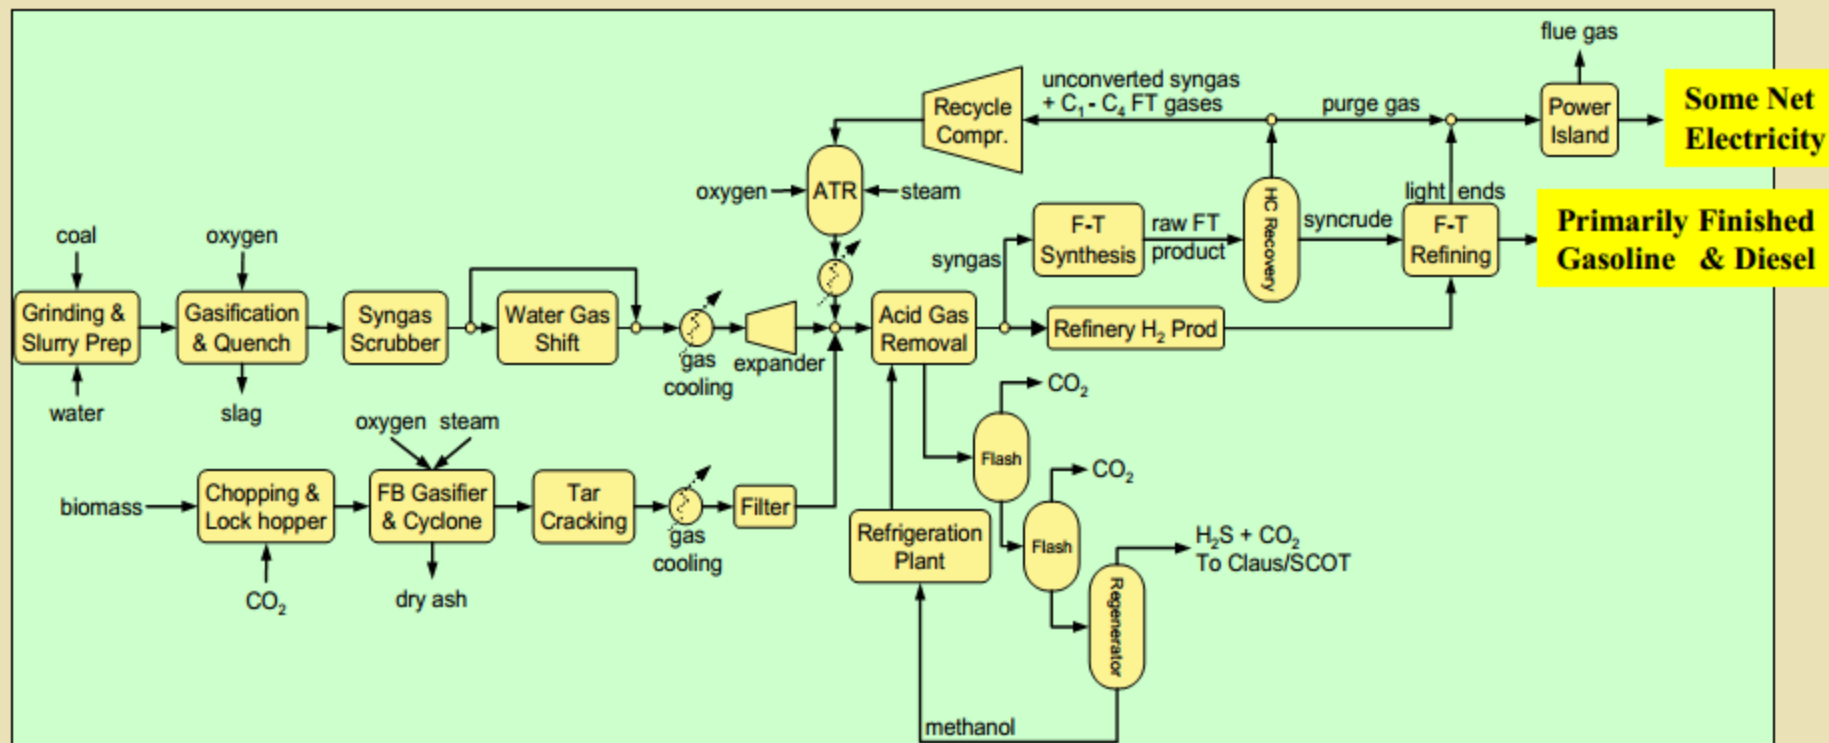 flue gas
unconverted syngas
+ C₁ - C₄ FT gases
purge gas
Recycle
Compr.
Power
Island
Some Net
Electricity
oxygen
ATR
steam
light ends
HC Recovery
F-T
Synthesis
raw FT
product
syncrude
F-T
Refining
Primarily Finished
Gasoline & Diesel
coal
oxygen
syngas
Grinding &
Slurry Prep
Gasification
& Quench
Syngas
Scrubber
Water Gas
Shift
gas
cooling
expander
Acid Gas
Removal
Refinery H₂ Prod
water
slag
CO₂
oxygen steam
Flash
CO₂
biomass
Chopping &
Lock hopper
FB Gasifier
& Cyclone
Tar
Cracking
gas
cooling
Filter
Refrigeration
Plant
Flash
H₂S + CO₂
To Claus/SCOT
CO₂
dry ash
Regenerator
methanol